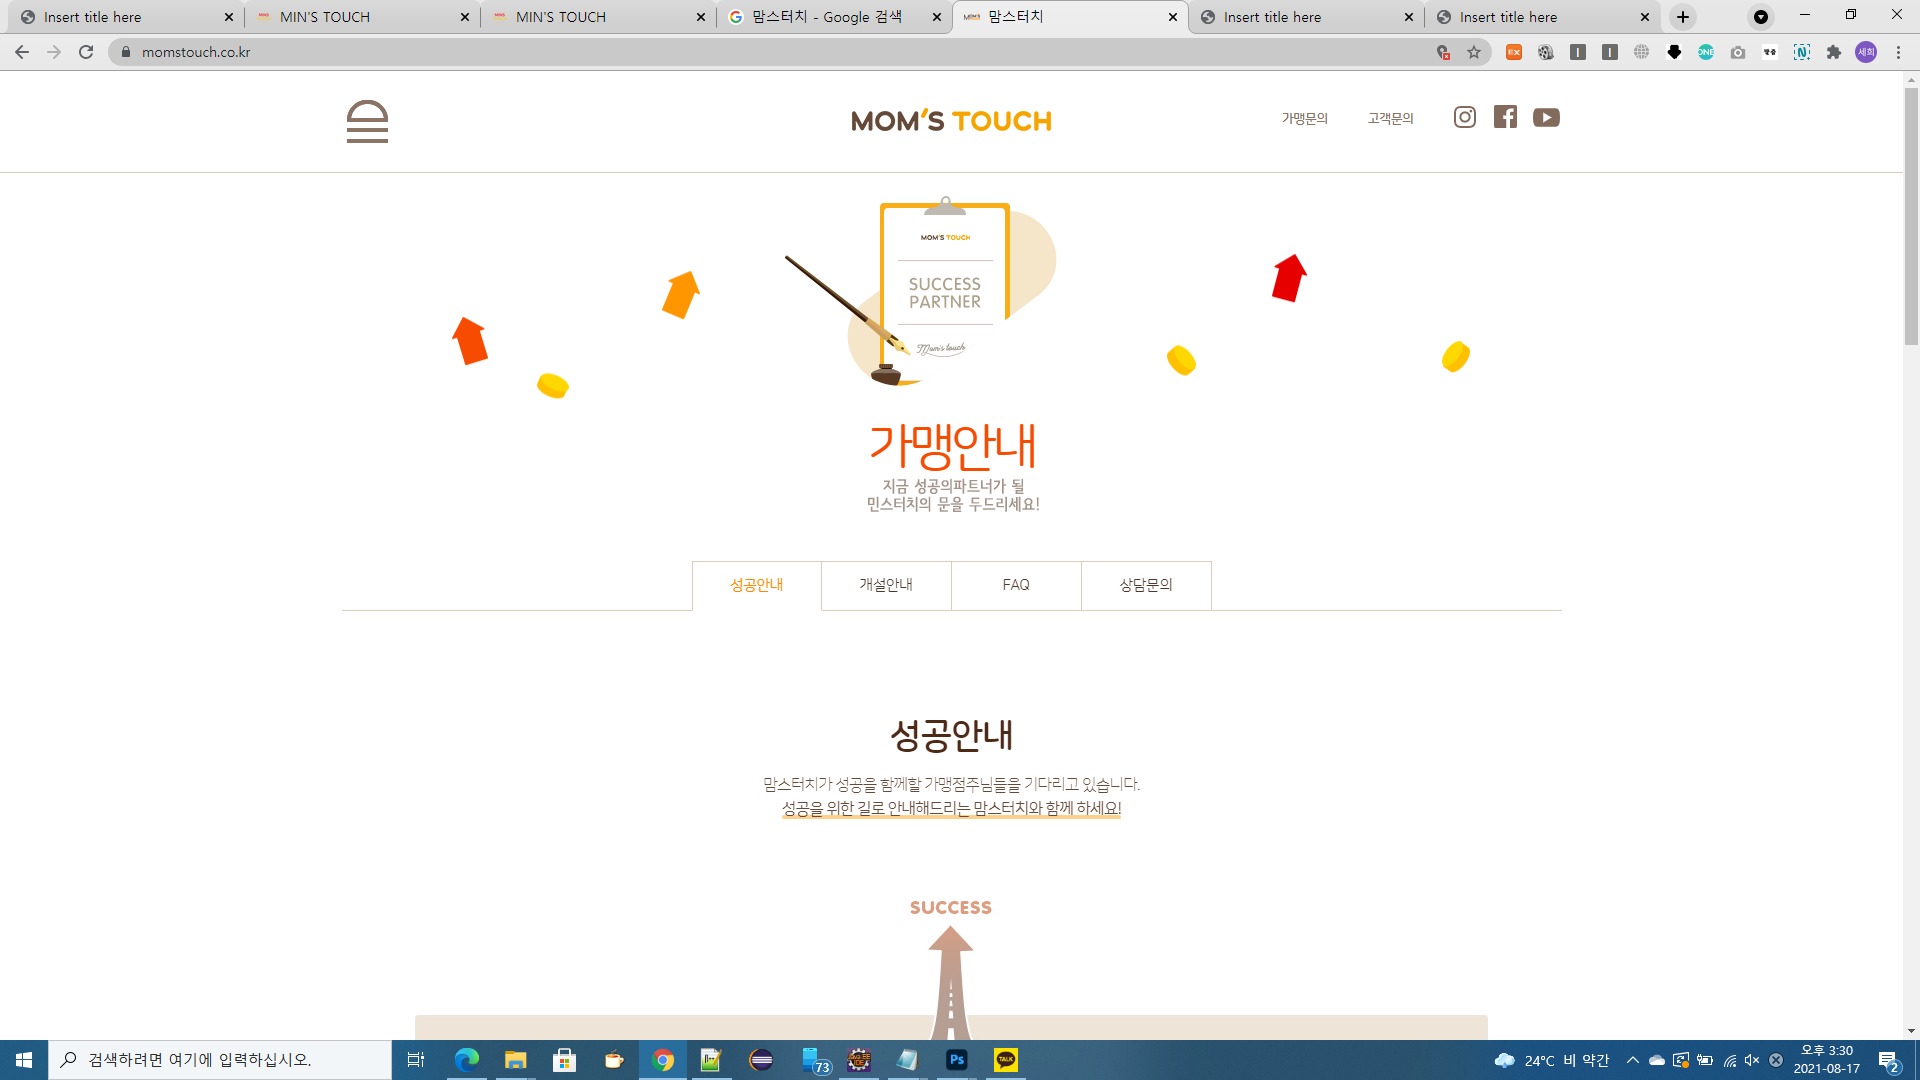 Insert title here
MIN'S TOUCH
MIN'S TOUCH
맘스터치 - Google 검색
맘스터치
Insert title here
Insert title here
momstouch.co.kr
EX
ONE
N
세희
MOM'S TOUCH
가맹문의
고객문의
MOM'S TOUCH
SUCCESS
PARTNER
Mom's touch
가맹안내
지금 성공의파트너가 될
민스터치의 문을 두드리세요!
성공안내
개설안내
FAQ
상담문의
성공안내
맘스터치가 성공을 함께할 가맹점주님들을 기다리고 있습니다.
성공을 위한 길로 안내해드리는 맘스터치와 함께 하세요!
SUCCESS
검색하려면 여기에 입력하십시오.
73
Ps
TALK
24°C 비 약간
오후 3:30
2021-08-17
2